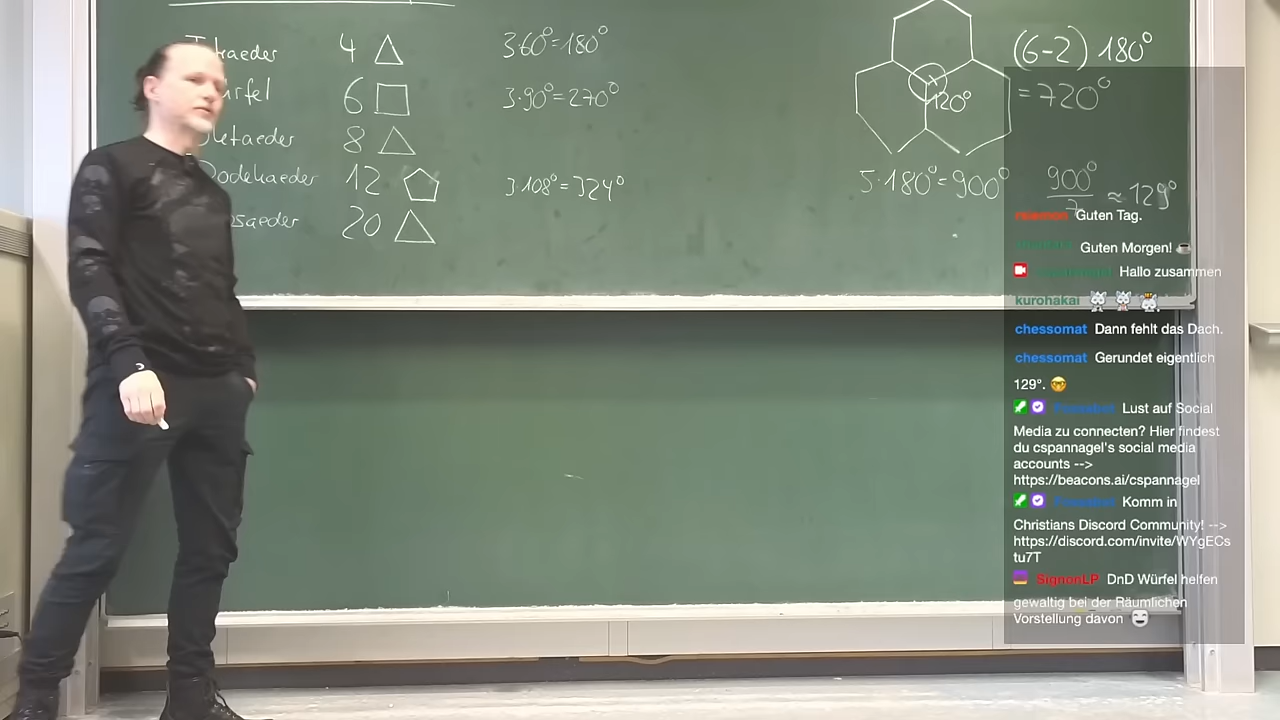 4
3·60°=180°
(6-2) 180°
6
3·90°=270°
120°
=720°
8
Dodekaeder 12
3·108°=324°
5·180°=900°
900°
7
≈129°
20
Guten Tag.
Guten Morgen!
Hallo zusammen
kurohakai
chessomat Dann fehlt das Dach.
chessomat Gerundet eigentlich
129°.
Lust auf Social
Media zu connecten? Hier findest
du cspannagel's social media
accounts -->
https://beacons.ai/cspannagel
Komm in
Christians Discord Community! -->
https://discord.com/invite/WYgECs
tu7T
SignonLP DnD Würfel helfen
gewaltig bei der Räumlichen
Vorstellung davon